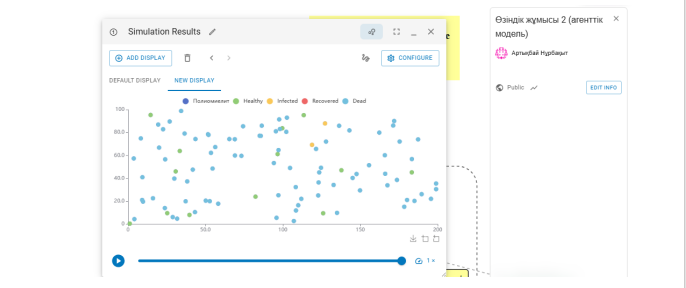 Simulation Results
ADD DISPLAY
CONFIGURE
DEFAULT DISPLAY
NEW DISPLAY
Полиомиелит Healthy Infected Recovered Dead
100
80.0
60.0
40.0
20.0
0
0 50.0 100 150 200
1 ×
e
Өзіндік жұмысы 2 (агенттік
модель)
Артықбай Нұрбақыт
Public
EDIT INFO